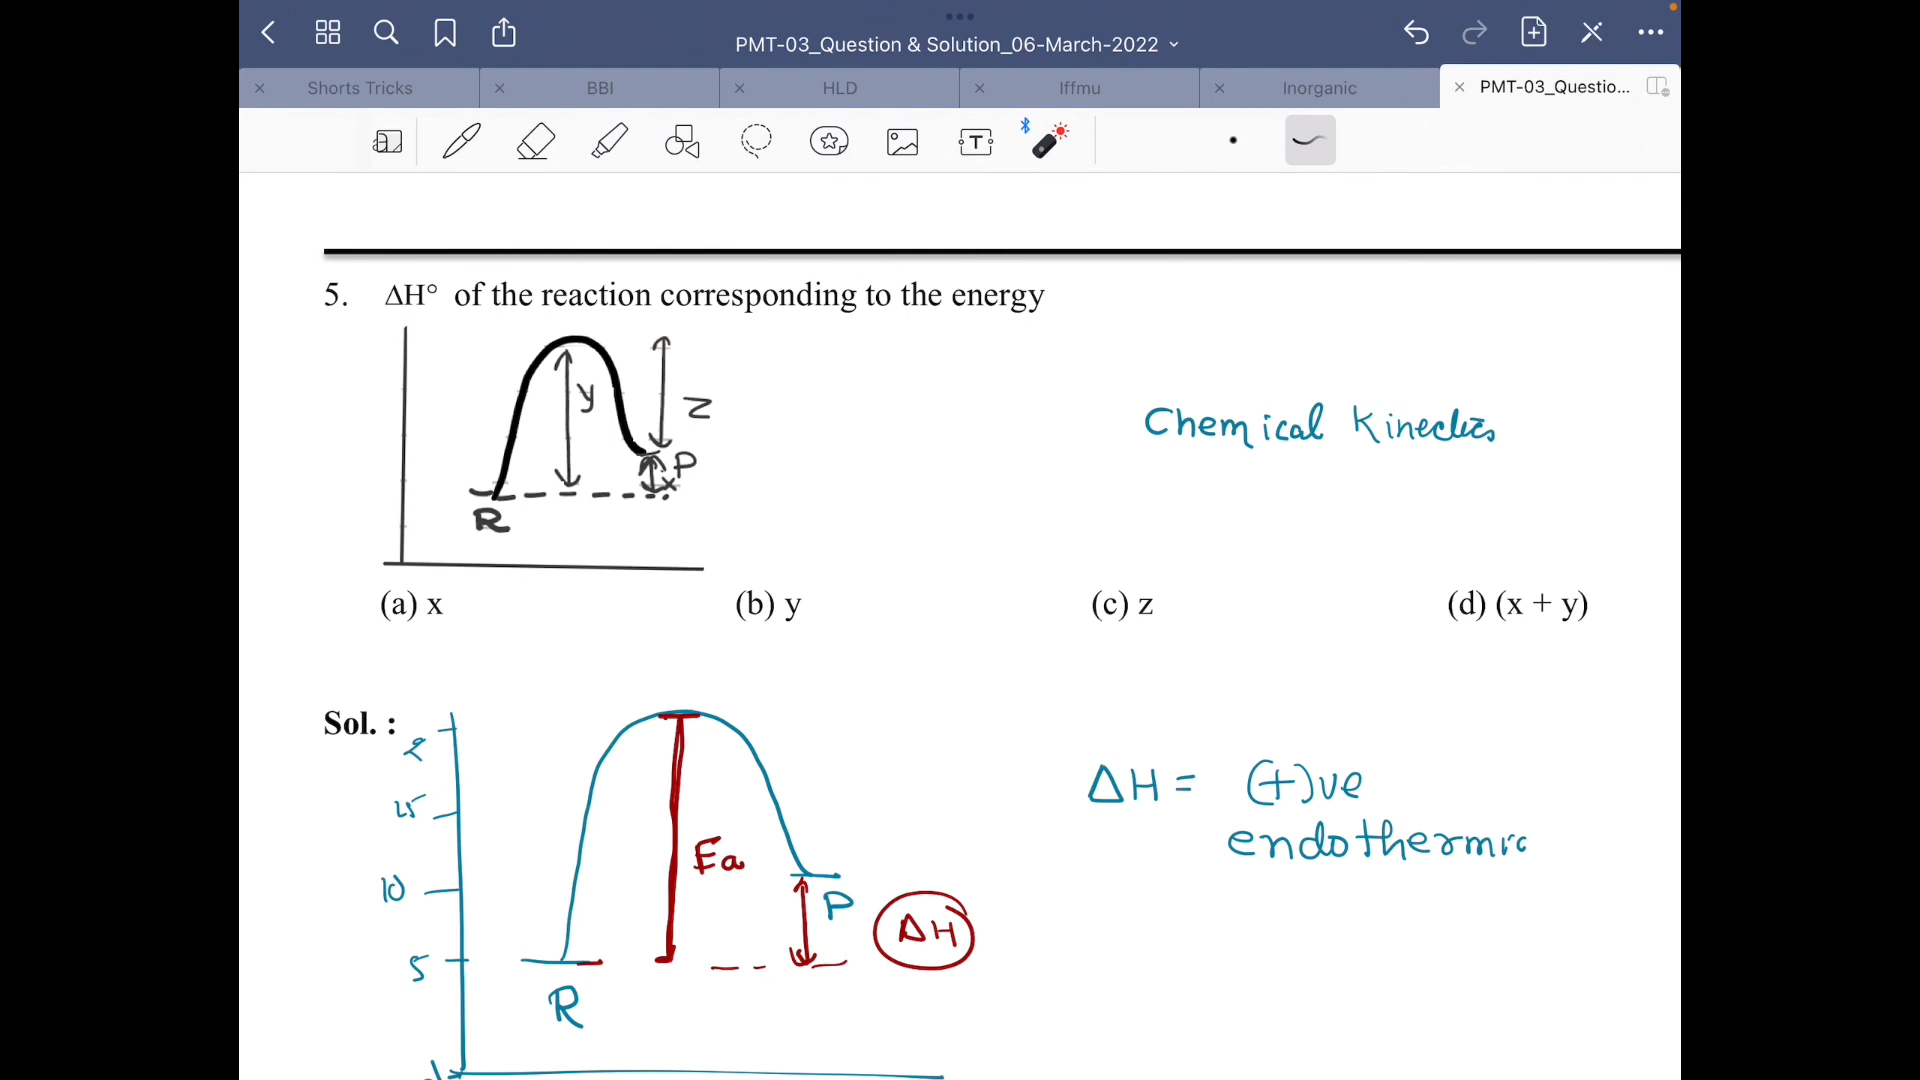 PMT-03_Question & Solution_06-March-2022
Shorts Tricks
BBI
HLD
Iffmu
Inorganic
PMT-03_Questio...
T
5. ΔH° of the reaction corresponding to the energy
y
z
P
x
R
Chemical Kinectics
(a) x (b) y (c) z (d) (x + y)
Sol. :
15
10
5
Ea
P
ΔH
R
ΔH = (+)ve
endothermic